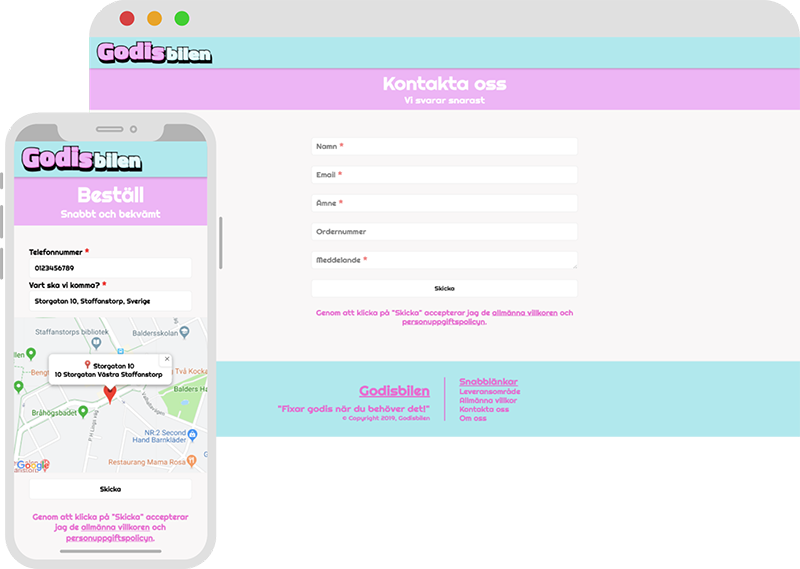 Godisbilen
Kontakta oss
Vi svarar snarast
Namn *
Email *
Ämne *
Ordernummer
Meddelande *
Skicka
Genom att klicka på "Skicka" accepterar jag de allmänna villkoren och
personuppgiftspolicyn.
Godisbilen
"Fixar godis när du behöver det!"
© Copyright 2019, Godisbilen
Snabblänkar
Leveransområde
Allmänna villkor
Kontakta oss
Om oss
Godisbilen
Beställ
Snabbt och bekvämt
Telefonnummer *
0123456789
Vart ska vi komma? *
Storgatan 10, Staffanstorp, Sverige
Staffanstorps bibliotek
Baldersskolan
Storgatan 10
10 Storgatan Västra Staffanstorp
Två Kocka
Balders Ha
Valhallavägen
Bråhögsbadet
NR.2 Second
Hand Barnkläder
Restaurang Mama Rosa
Google
Skicka
Genom att klicka på "Skicka" accepterar
jag de allmänna villkoren och
personuppgiftspolicyn.